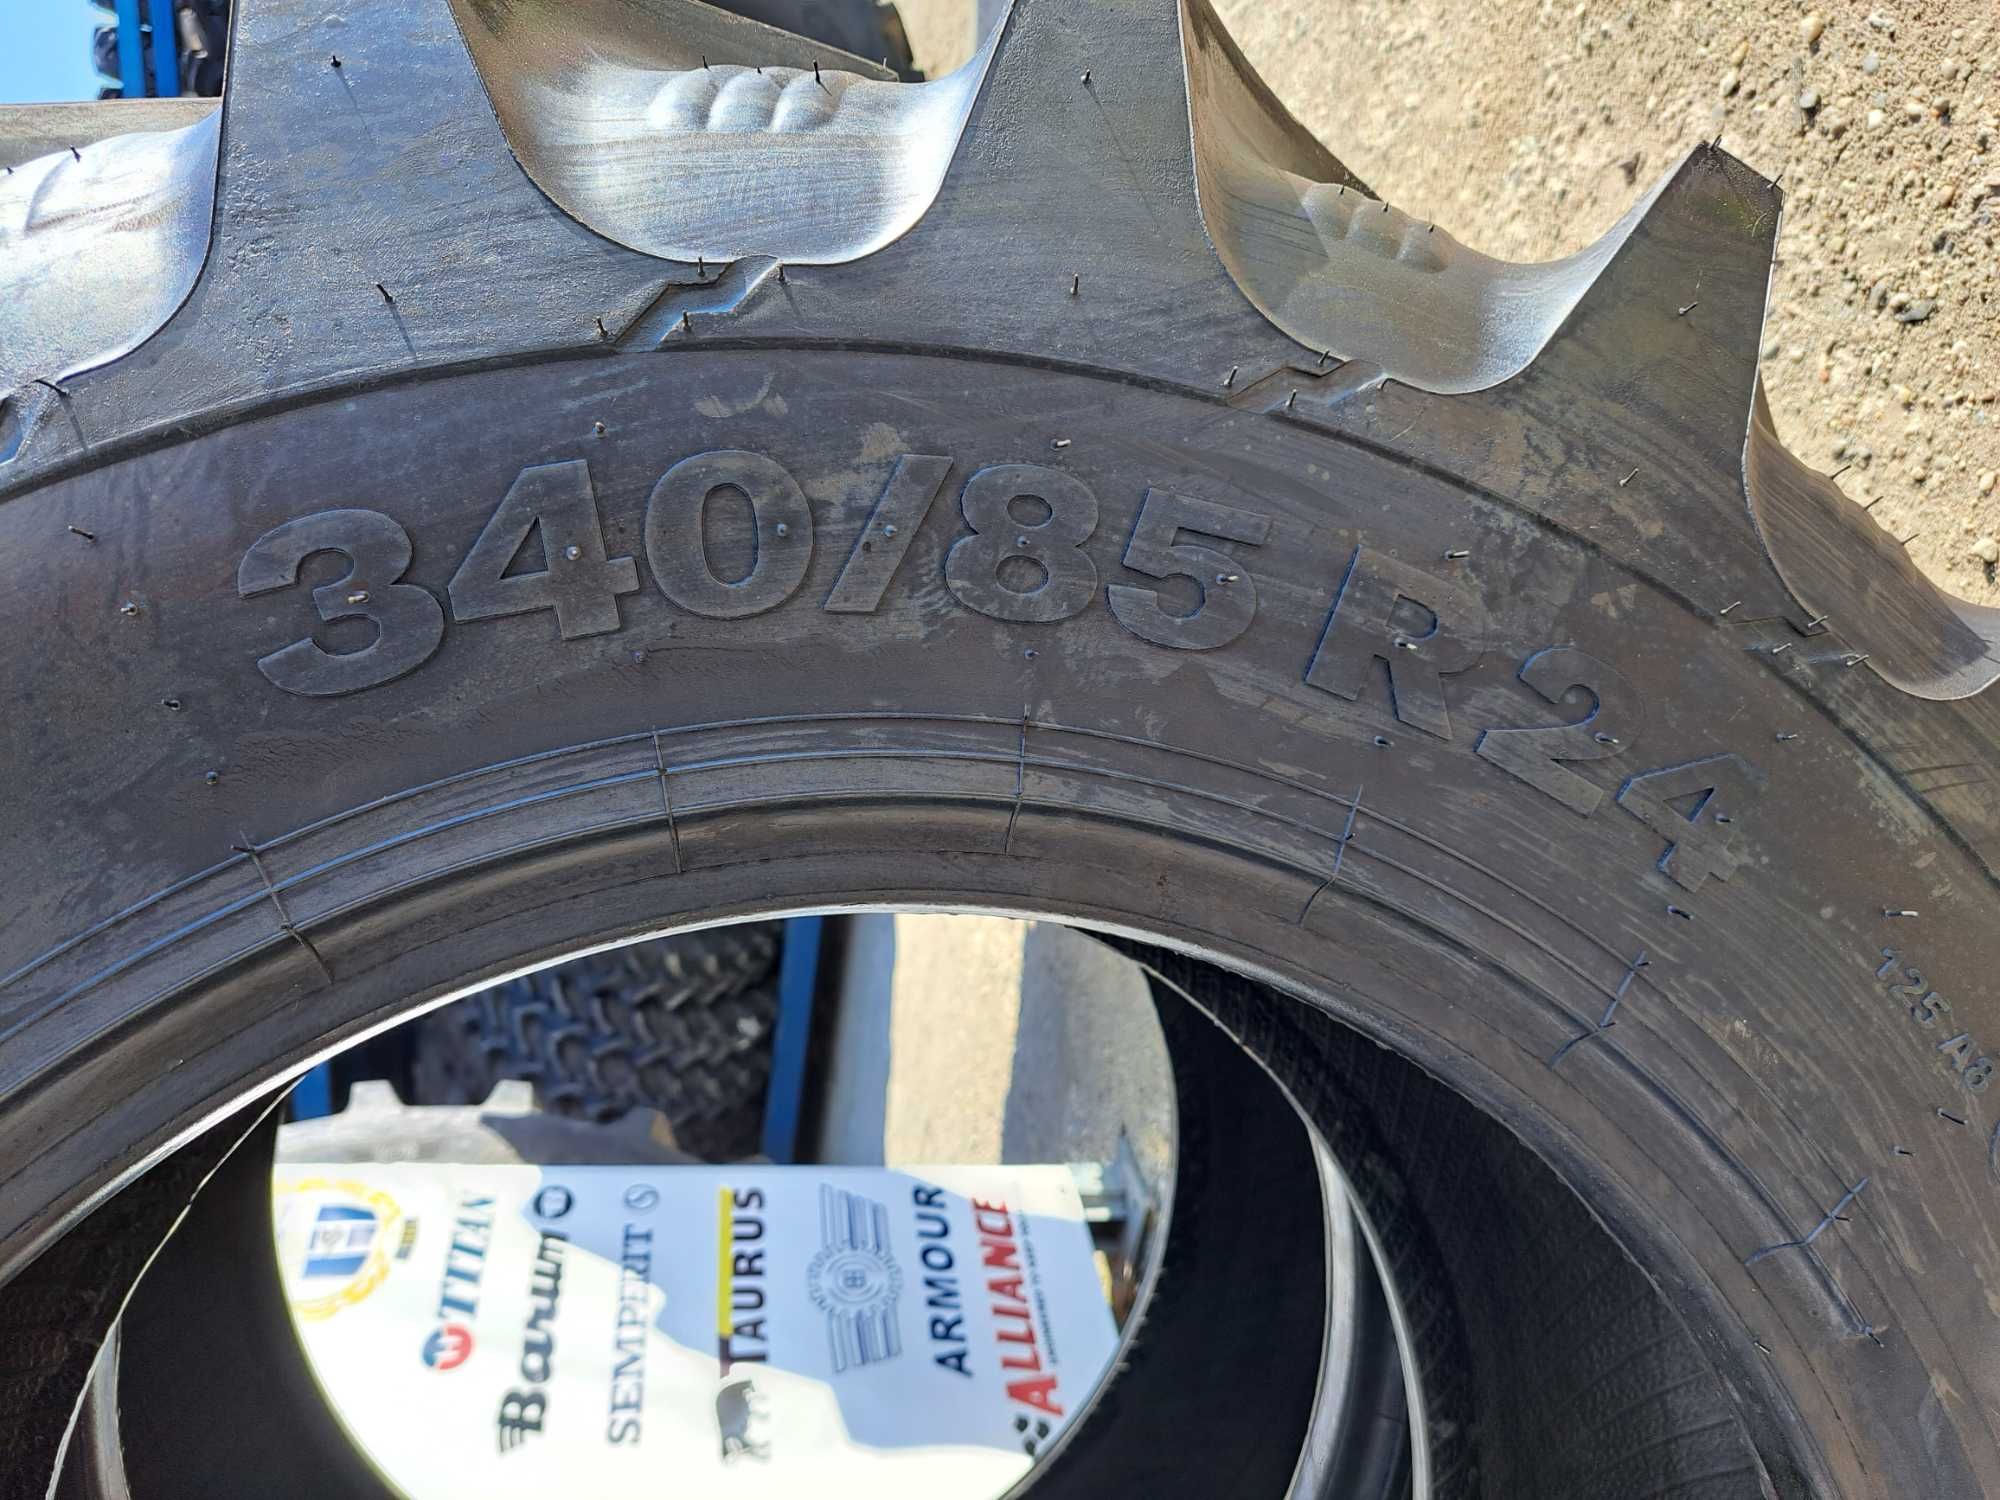 340/85 R24
125 A8
TITAN
Barum
SEMPERIT
TAURUS
ARMOUR
ALLIANCE